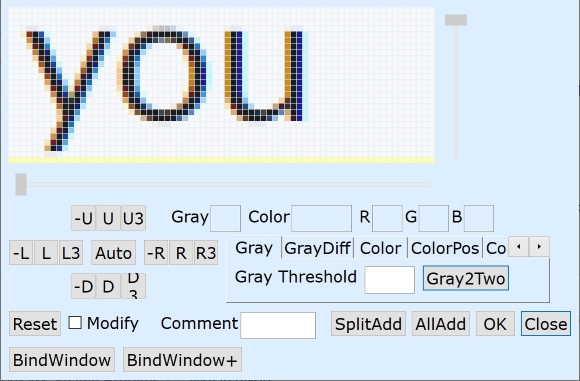 you
-U U U3 Gray Color R G B
-L L L3 Auto -R R R3 Gray GrayDiff Color ColorPos Co
-D D D3 Gray Threshold Gray2Two
Reset Modify Comment SplitAdd AllAdd OK Close
BindWindow BindWindow+